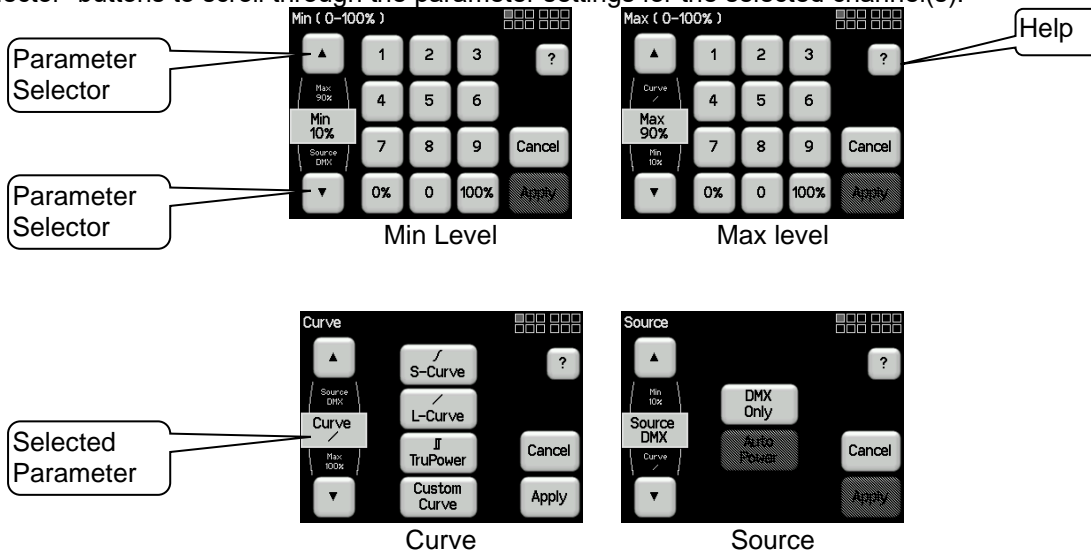 ector" buttons to scroll through the parameter settings for the selected channel(s).
Min ( 0-100% )
Max ( 0-100% )
Help
Parameter
Selector
▲ 1 2 3 ?
▲ 1 2 3 ?
Max
90%
Curve
4 5 6
4 5 6
Min
10%
Max
90%
Source
DMX
Min
10%
7 8 9 Cancel
7 8 9 Cancel
Parameter
Selector
▼ 0% 0 100% Apply
▼ 0% 0 100% Apply
Min Level
Max level
Curve
Source
▲ S-Curve ?
▲ ?
Source
DMX
Min
10%
L-Curve
DMX
Only
Selected
Parameter
Curve
Source
DMX
TruPower
Auto
Power
Cancel
Cancel
Max
100%
Curve
▼
Custom
Curve
Apply
▼
Apply
Curve
Source